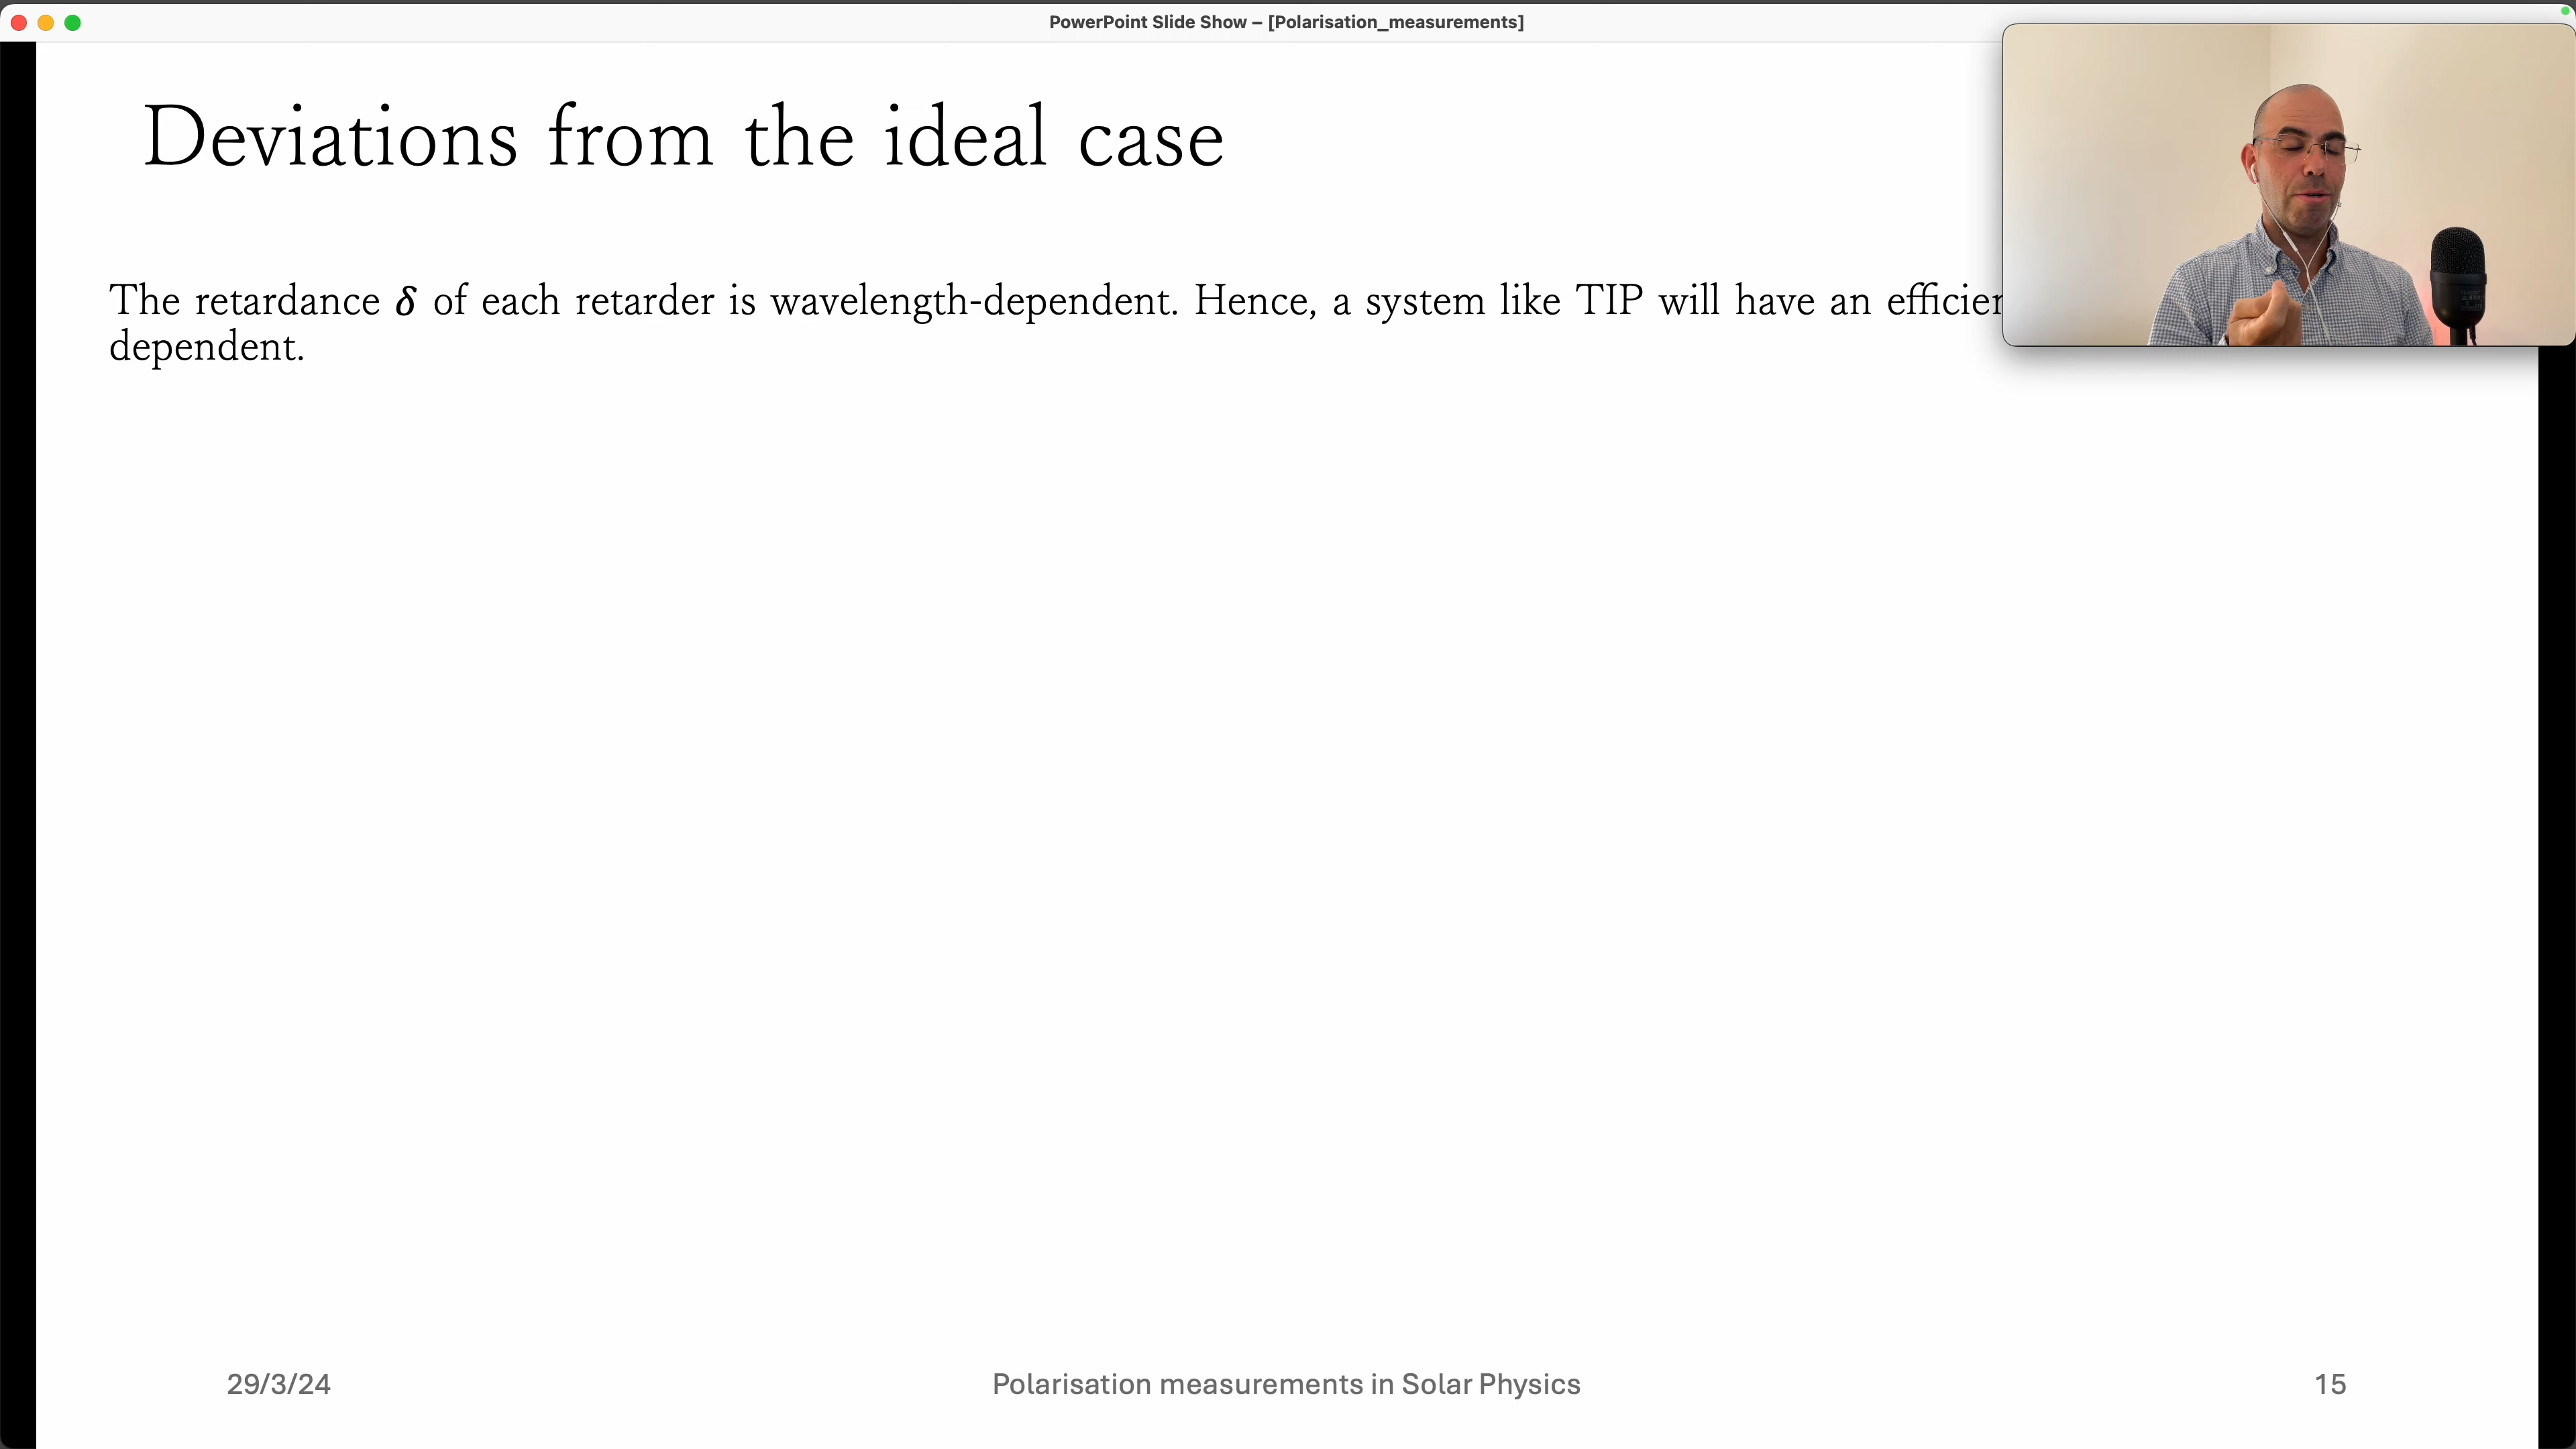 PowerPoint Slide Show – [Polarisation_measurements]
Deviations from the ideal case
The retardance δ of each retarder is wavelength-dependent. Hence, a system like TIP will have an
dependent.
29/3/24
Polarisation measurements in Solar Physics
15